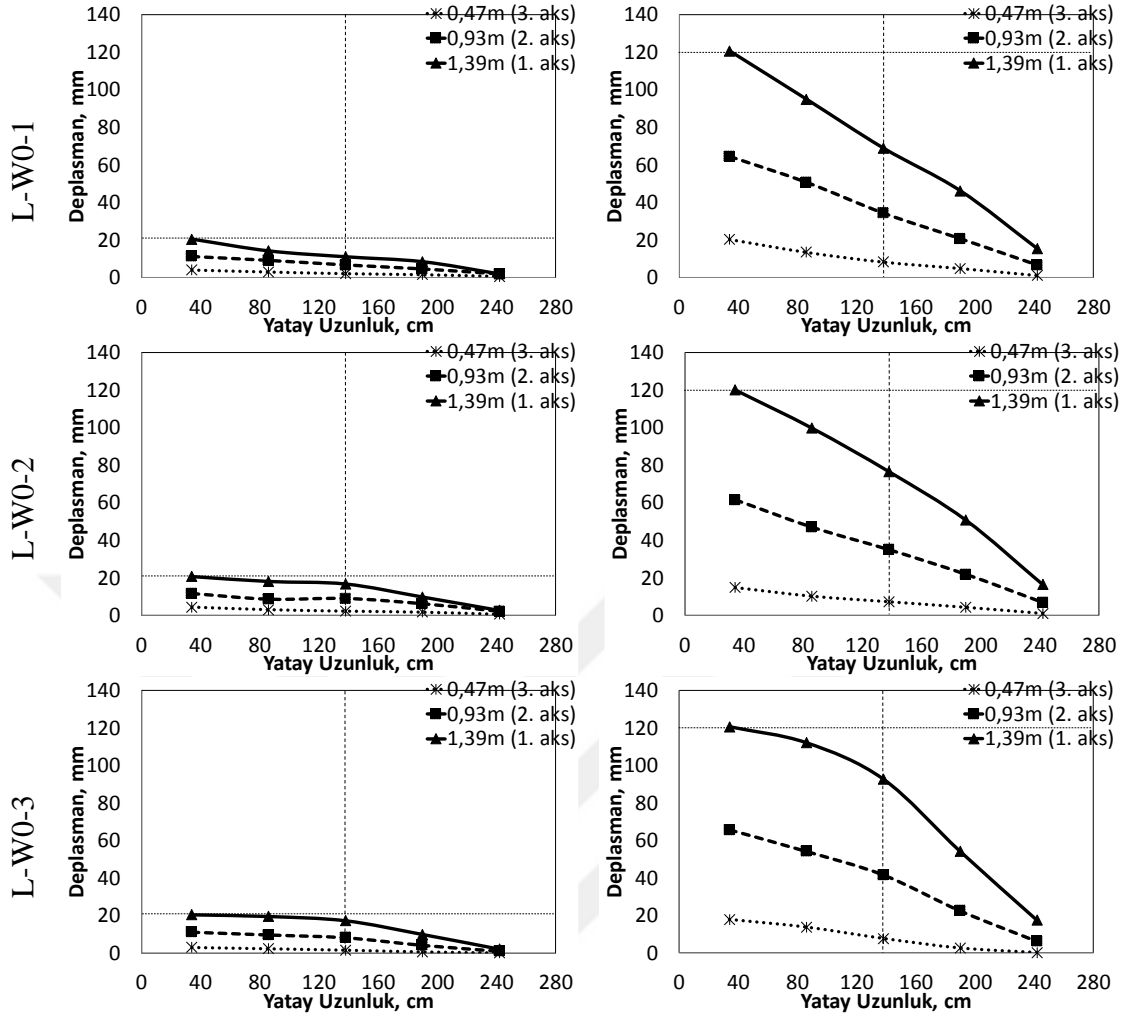 L-W0-1
Deplasman, mm
140
120
100
80
60
40
20
0
0 40 80 120 160 200 240 280
Yatay Uzunluk, cm
0,47m (3. aks)
0,93m (2. aks)
1,39m (1. aks)
Deplasman, mm
140
120
100
80
60
40
20
0
0 40 80 120 160 200 240 280
Yatay Uzunluk, cm
0,47m (3. aks)
0,93m (2. aks)
1,39m (1. aks)
L-W0-2
Deplasman, mm
140
120
100
80
60
40
20
0
0 40 80 120 160 200 240 280
Yatay Uzunluk, cm
0,47m (3. aks)
0,93m (2. aks)
1,39m (1. aks)
Deplasman, mm
140
120
100
80
60
40
20
0
0 40 80 120 160 200 240 280
Yatay Uzunluk, cm
0,47m (3. aks)
0,93m (2. aks)
1,39m (1. aks)
L-W0-3
Deplasman, mm
140
120
100
80
60
40
20
0
0 40 80 120 160 200 240 280
Yatay Uzunluk, cm
0,47m (3. aks)
0,93m (2. aks)
1,39m (1. aks)
Deplasman, mm
140
120
100
80
60
40
20
0
0 40 80 120 160 200 240 280
Yatay Uzunluk, cm
0,47m (3. aks)
0,93m (2. aks)
1,39m (1. aks)